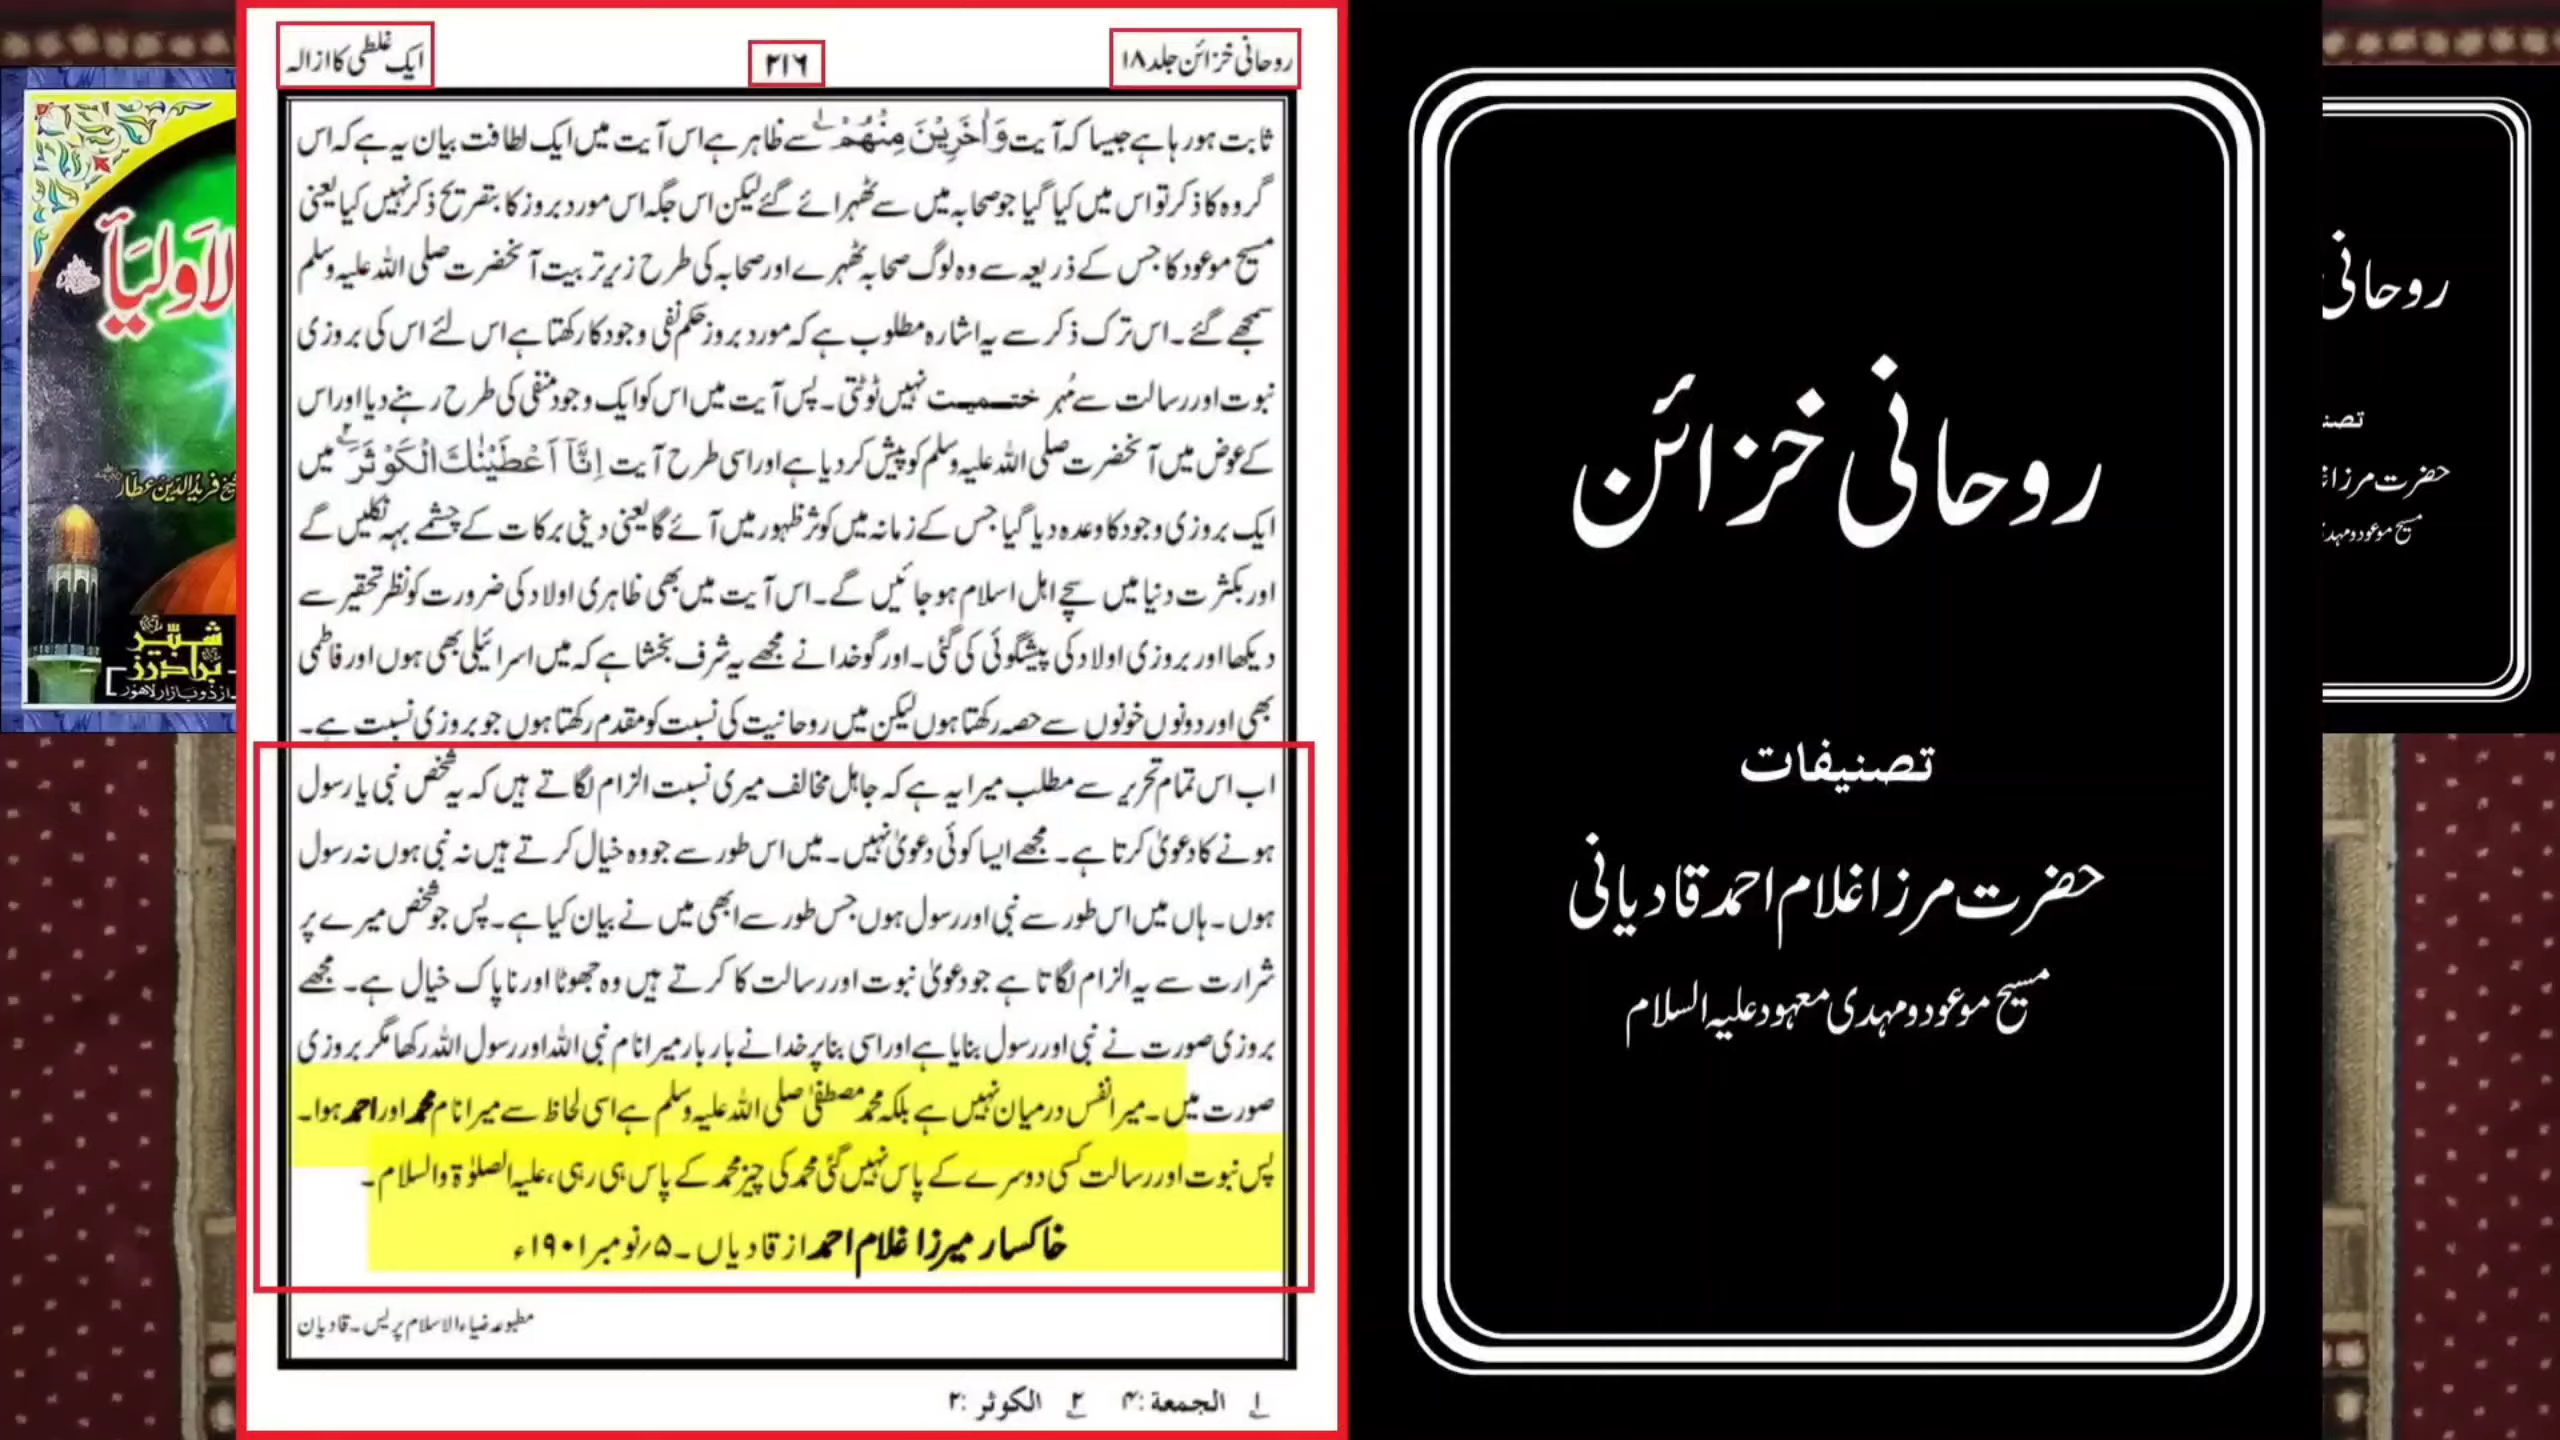 روحانی خزائن جلد ۱۸
۲۱۶
ایک غلطی کا ازالہ
ثابت ہو رہا ہے جیسا کہ آیت وَاٰخَرِیْنَ مِنْهُمْ ۱؎ سے ظاہر ہے اس آیت میں ایک لطافت بیان یہ ہے کہ اس
گروہ کا ذکر تو اس میں کیا گیا جو صحابہ میں سے ٹھہرائے گئے لیکن اس جگہ اس مورد بروز کا بتصریح ذکر نہیں کیا یعنی
مسیح موعود کا جس کے ذریعہ سے وہ لوگ صحابہ ٹھہرے اور صحابہ کی طرح زیر تربیت آنحضرت صلی اللہ علیہ وسلم
سمجھے گئے۔ اس ترک ذکر سے یہ اشارہ مطلوب ہے کہ مورد بروز حکم نفی وجود کا رکھتا ہے اس لئے اس کی بروزی
نبوت اور رسالت سے مُہر ختمیت نہیں ٹوٹتی۔ پس آیت میں اس کو ایک وجود منفی کی طرح رہنے دیا اور اس
کے عوض میں آنحضرت صلی اللہ علیہ وسلم کو پیش کر دیا ہے اور اسی طرح آیت اِنَّاۤ اَعْطَیْنٰكَ الْكَوْثَرَ ۲؎ میں
ایک بروزی وجود کا وعدہ دیا گیا جس کے زمانہ میں کوثر ظہور میں آئے گا یعنی دینی برکات کے چشمے بہہ نکلیں گے
اور بکثرت دنیا میں سچے اہل اسلام ہو جائیں گے۔ اس آیت میں بھی ظاہری اولاد کی ضرورت کو نظر تحقیر سے
دیکھا اور بروزی اولاد کی پیشگوئی کی گئی۔ اور گو خدا نے مجھے یہ شرف بخشا ہے کہ میں اسرائیلی بھی ہوں اور فاطمی
بھی اور دونوں خونوں سے حصہ رکھتا ہوں لیکن میں روحانیت کی نسبت کو مقدم رکھتا ہوں جو بروزی نسبت ہے۔
اب اس تمام تحریر سے مطلب میرا یہ ہے کہ جاہل مخالف میری نسبت الزام لگاتے ہیں کہ یہ شخص نبی یا رسول
ہونے کا دعویٰ کرتا ہے۔ مجھے ایسا کوئی دعویٰ نہیں۔ میں اس طور سے جو وہ خیال کرتے ہیں نہ نبی ہوں نہ رسول
ہوں۔ ہاں میں اس طور سے نبی اور رسول ہوں جس طور سے ابھی میں نے بیان کیا ہے۔ پس جو شخص میرے پر
شرارت سے یہ الزام لگاتا ہے جو دعویٰ نبوت اور رسالت کا کرتے ہیں وہ جھوٹا اور ناپاک خیال ہے۔ مجھے
بروزی صورت نے نبی اور رسول بنایا ہے اور اسی بنا پر خدا نے بار بار میرا نام نبی اللہ اور رسول اللہ رکھا مگر بروزی
صورت میں۔ میرا نفس درمیان نہیں ہے بلکہ محمد مصطفیٰ صلی اللہ علیہ وسلم ہے اسی لحاظ سے میرا نام محمد اور احمد ہوا۔
پس نبوت اور رسالت کسی دوسرے کے پاس نہیں گئی محمد کی چیز محمد کے پاس ہی رہی، علیہ الصلوٰۃ والسلام۔
خاکسار میرزا غلام احمد از قادیاں۔ ۵؍نومبر ۱۹۰۱ء
مطبوعہ ضیاء الاسلام پریس۔ قادیان
۱؎ الجمعة: ۴ ۲؎ الكوثر: ۲
روحانی خزائن
تصنیفات
حضرت مرزا غلام احمد قادیانی
مسیح موعود و مہدی معہود علیہ السلام
الاولیاء
شیخ فرید الدین عطار
شبیر
برادرز
اردو بازار لاہور
روحانی
حضرت مرزا
مسیح موعود